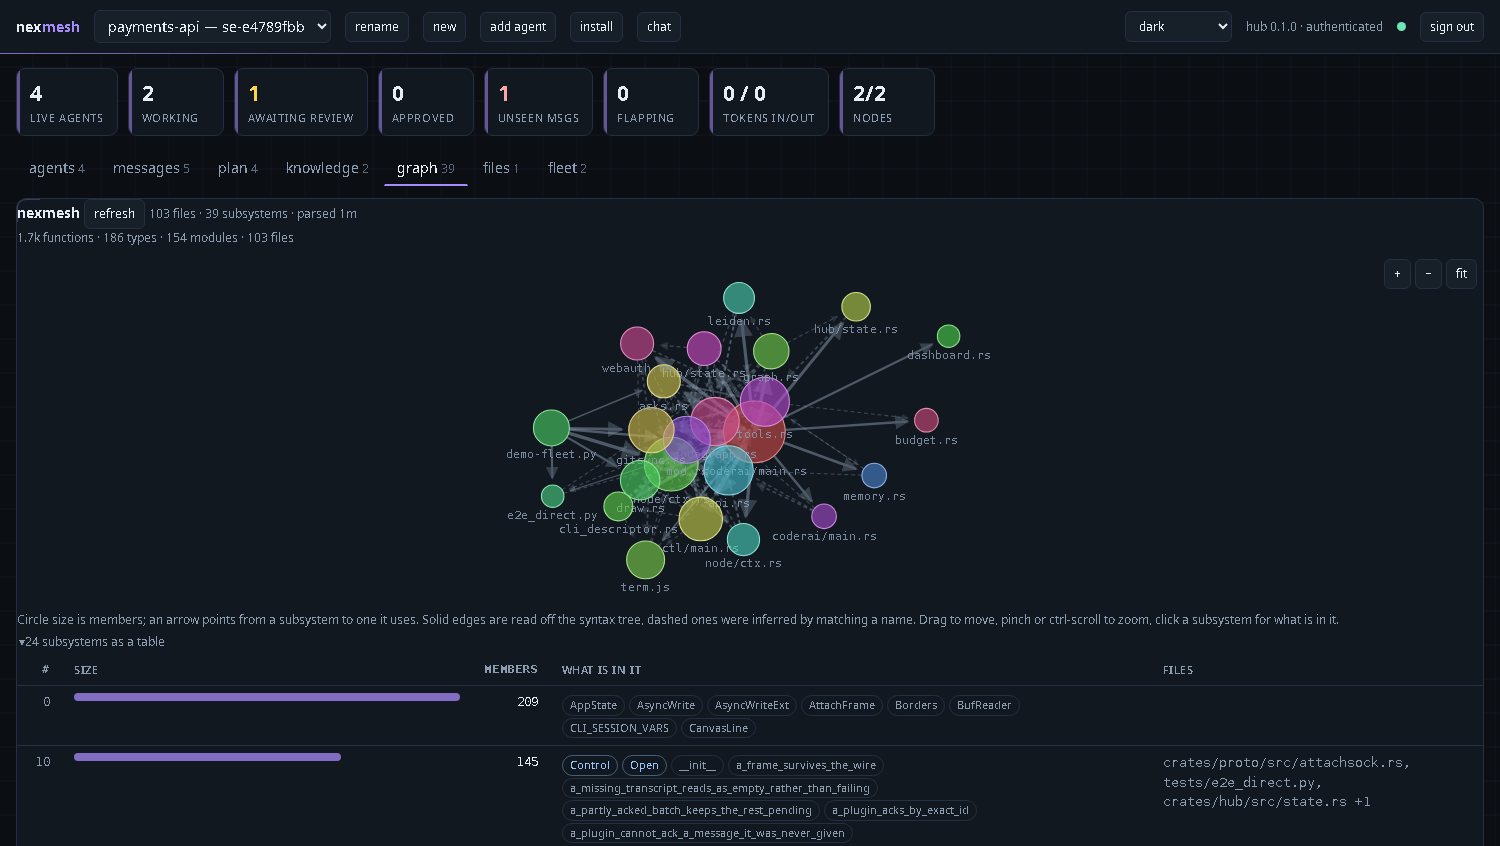 nexmesh payments-api — se-e4789fbb rename new add agent install chat dark hub 0.1.0 · authenticated sign out
4 2 1 0 1 0 0 / 0 2/2
LIVE AGENTS WORKING AWAITING REVIEW APPROVED UNSEEN MSGS FLAPPING TOKENS IN/OUT NODES
agents 4 messages 5 plan 4 knowledge 2 graph 39 files 1 fleet 2
nexmesh refresh 103 files · 39 subsystems · parsed 1m
1.7k functions · 186 types · 154 modules · 103 files
+ − fit
leiden.rs
hub/state.rs
dashboard.rs
webauth
hub/state.rs
graph.rs
asks.rs
tools.rs
budget.rs
demo-fleet.py
coderai/main.rs
memory.rs
node/ctx
api.rs
draw.rs
e2e_direct.py
cli_descriptor.rs
coderai/main.rs
ctl/main.rs
node/ctx.rs
term.js
Circle size is members; an arrow points from a subsystem to one it uses. Solid edges are read off the syntax tree, dashed ones were inferred by matching a name. Drag to move, pinch or ctrl-scroll to zoom, click a subsystem for what is in it.
▾24 subsystems as a table
# SIZE MEMBERS WHAT IS IN IT FILES
0 209 AppState AsyncWrite AsyncWriteExt AttachFrame Borders BufReader
CLI_SESSION_VARS CanvasLine
10 145 Control Open __init__ a_frame_survives_the_wire crates/proto/src/attachsock.rs,
a_missing_transcript_reads_as_empty_rather_than_failing tests/e2e_direct.py,
a_partly_acked_batch_keeps_the_rest_pending a_plugin_acks_by_exact_id crates/hub/src/state.rs +1
a_plugin_cannot_ack_a_message_it_was_never_given